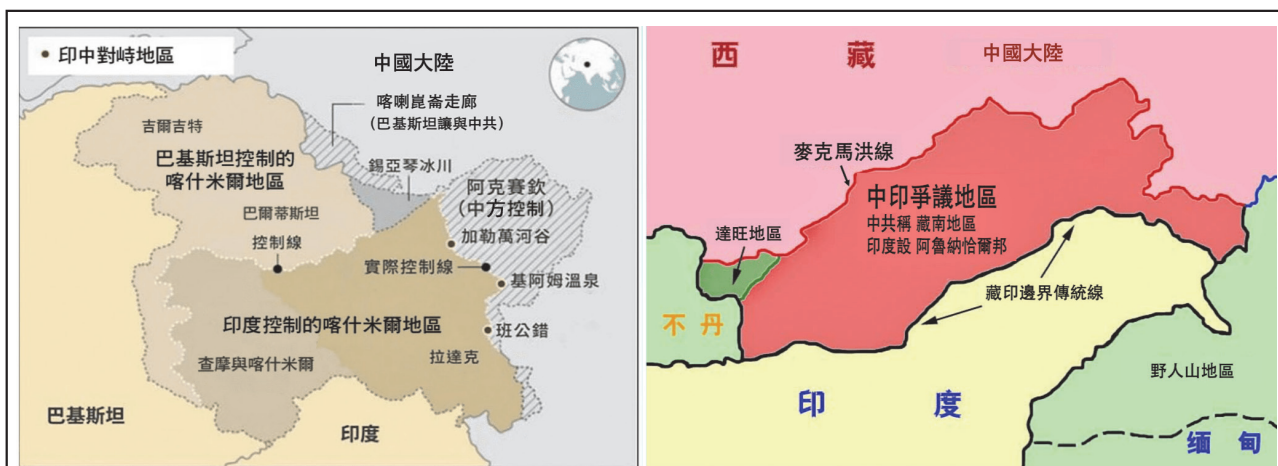 印中對峙地區
中國大陸
喀喇崑崙走廊
(巴基斯坦讓與中共)
吉爾吉特
巴基斯坦控制的
喀什米爾地區
錫亞琴冰川
阿克賽欽
(中方控制)
巴爾蒂斯坦
控制線
加勒萬河谷
實際控制線
基阿姆溫泉
印度控制的喀什米爾地區
班公錯
拉達克
查摩與喀什米爾
巴基斯坦
印度
西藏
中國大陸
麥克馬洪線
中印爭議地區
中共稱 藏南地區
印度設 阿魯納恰爾邦
達旺地區
藏印邊界傳統線
不丹
野人山地區
印度
缅甸